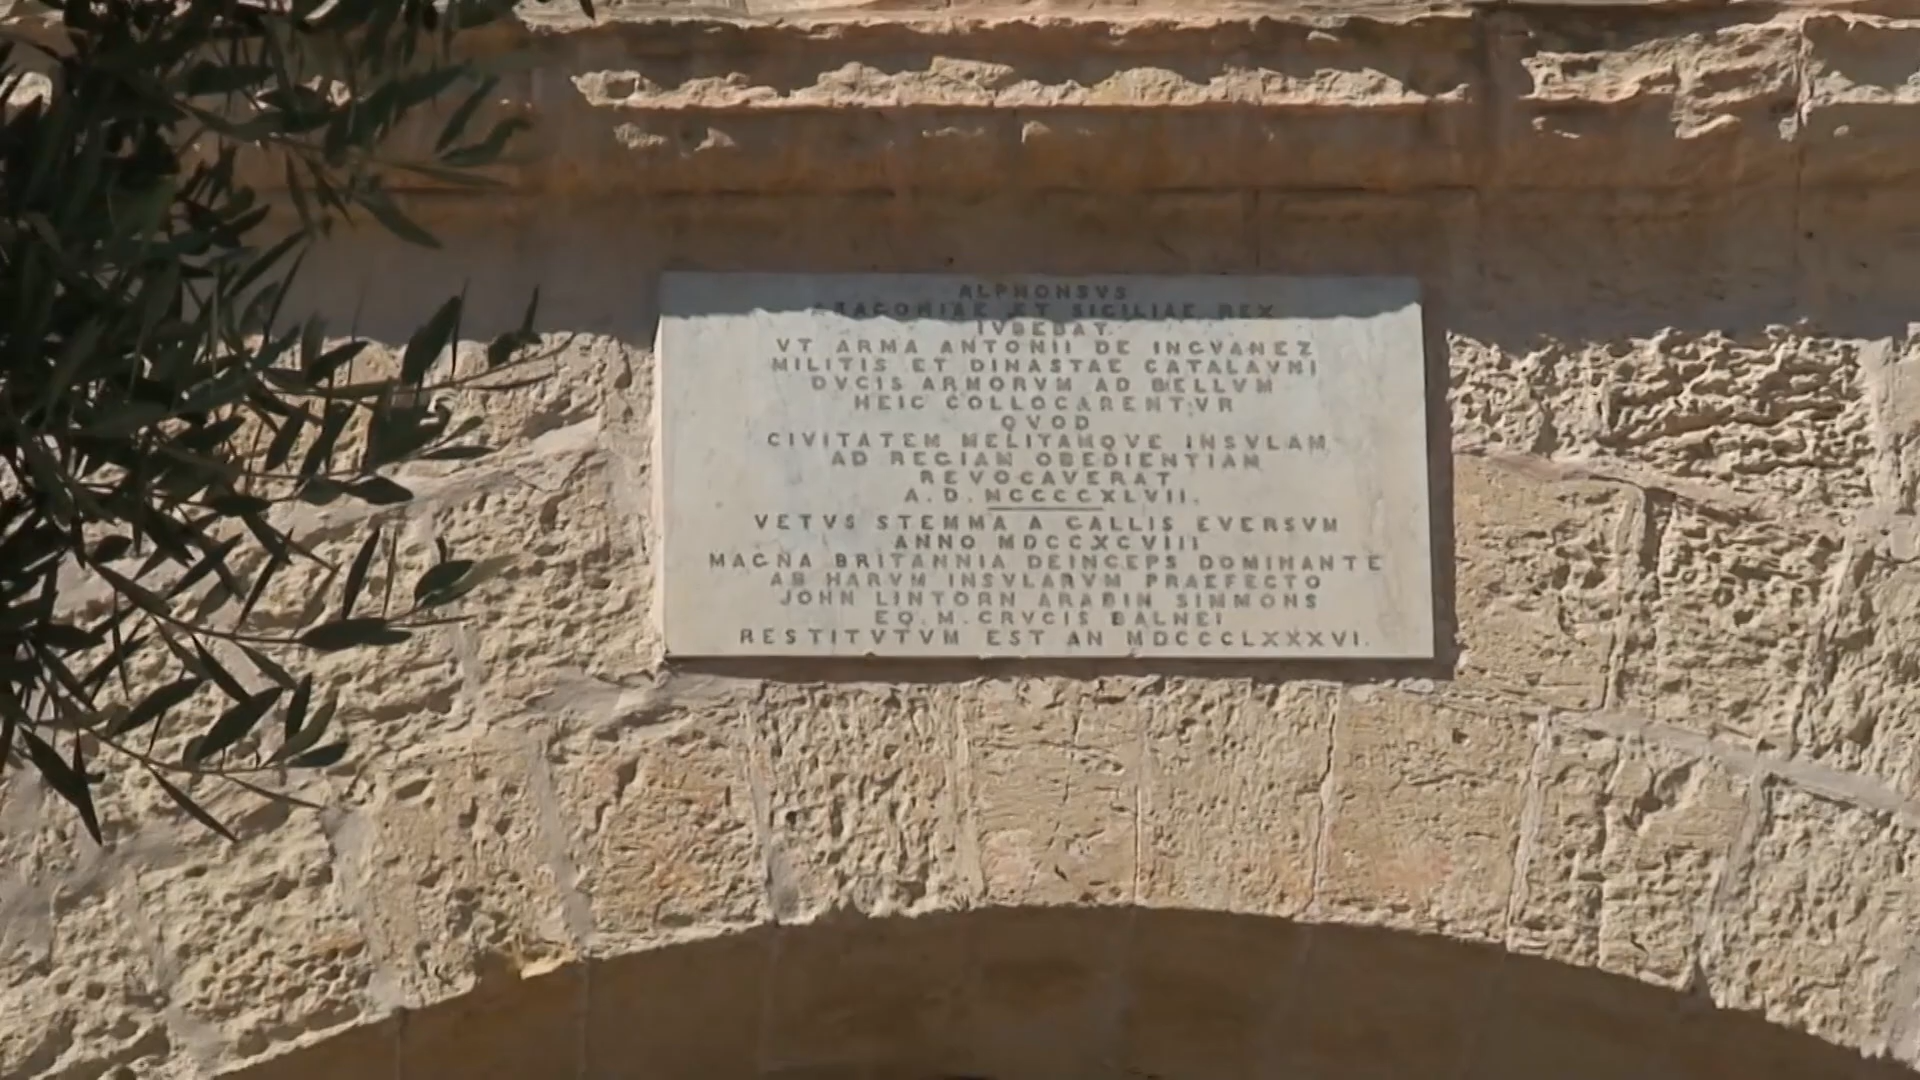 ALPHONSVS
ARAGONIAE ET SICILIAE REX
IVBEBAT
VT ARMA ANTONII DE INGVANEZ
MILITIS ET DINASTAE CATALAVNI
DVCIS ARMORVM AD BELLVM
HEIC COLLOCARENTVR
QVOD
CIVITATEM MELITAMQVE INSVLAM
AD REGIAM OBEDIENTIAM
REVOCAVERAT
A. D. MCCCCXLVII.
VETVS STEMMA A GALLIS EVERSVM
ANNO MDCCXCVIII
MAGNA BRITANNIA DEINCEPS DOMINANTE
AB HARVM INSVLARVM PRAEFECTO
JOHN LINTORN ARABIN SIMMONS
EQ. M. CRVCIS BALNEI
RESTITVTVM EST AN MDCCCLXXXVI.